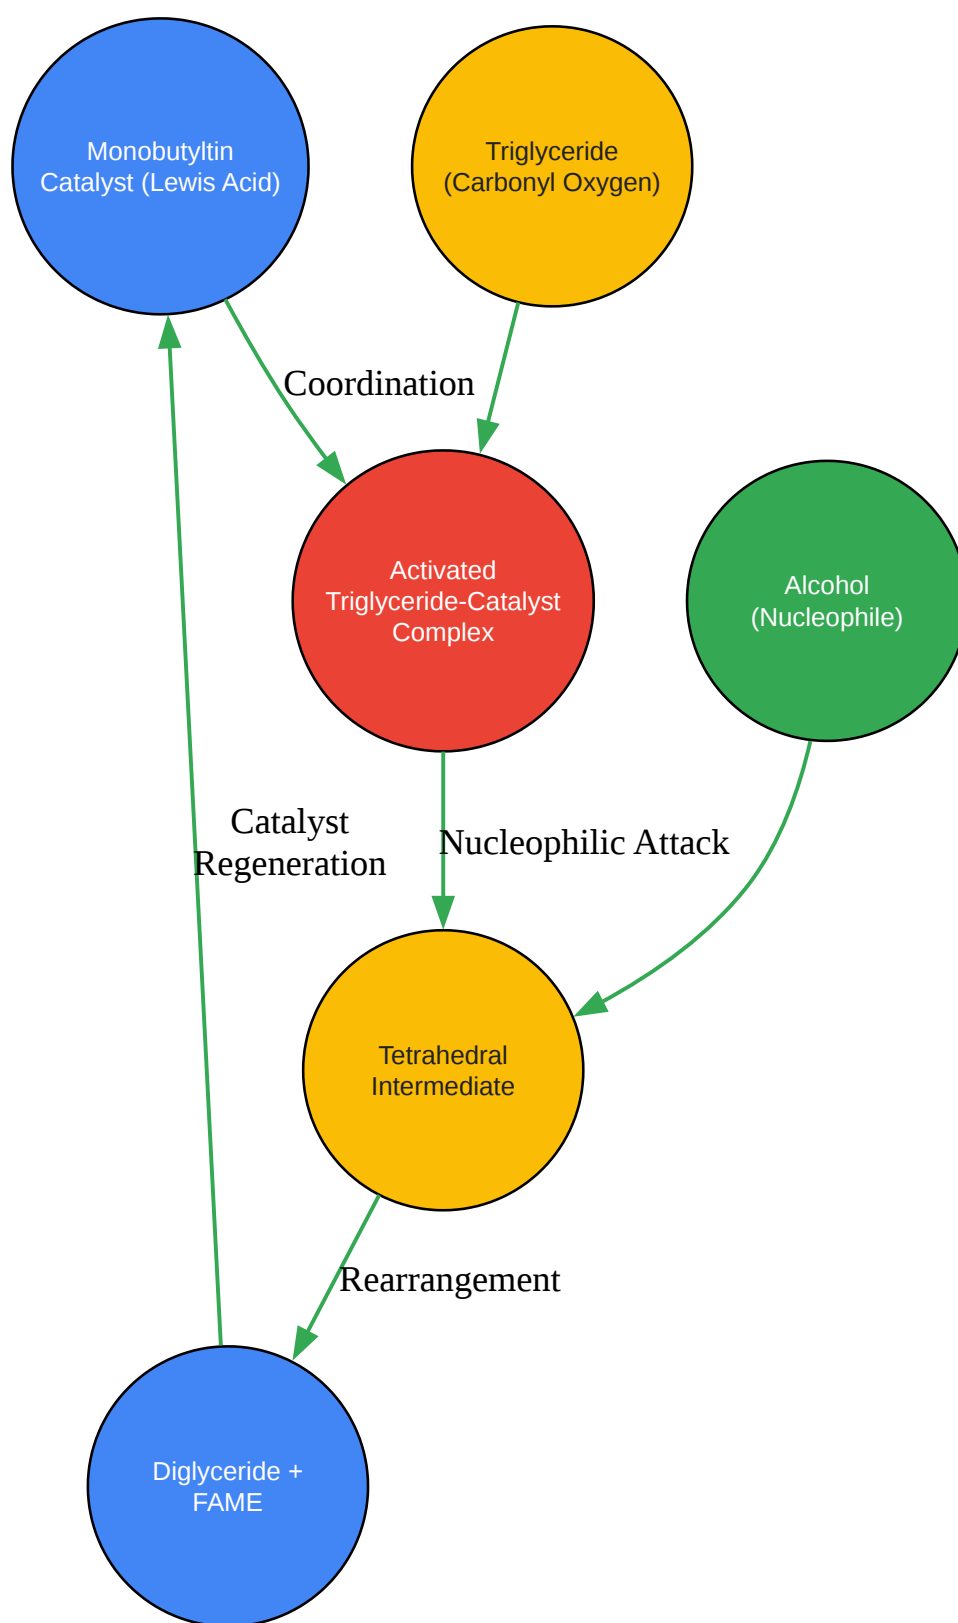 Monobutyltin
Catalyst (Lewis Acid)
Triglyceride
(Carbonyl Oxygen)
Coordination
Activated
Triglyceride-Catalyst
Complex
Alcohol
(Nucleophile)
Catalyst
Regeneration
Nucleophilic Attack
Tetrahedral
Intermediate
Rearrangement
Diglyceride +
FAME